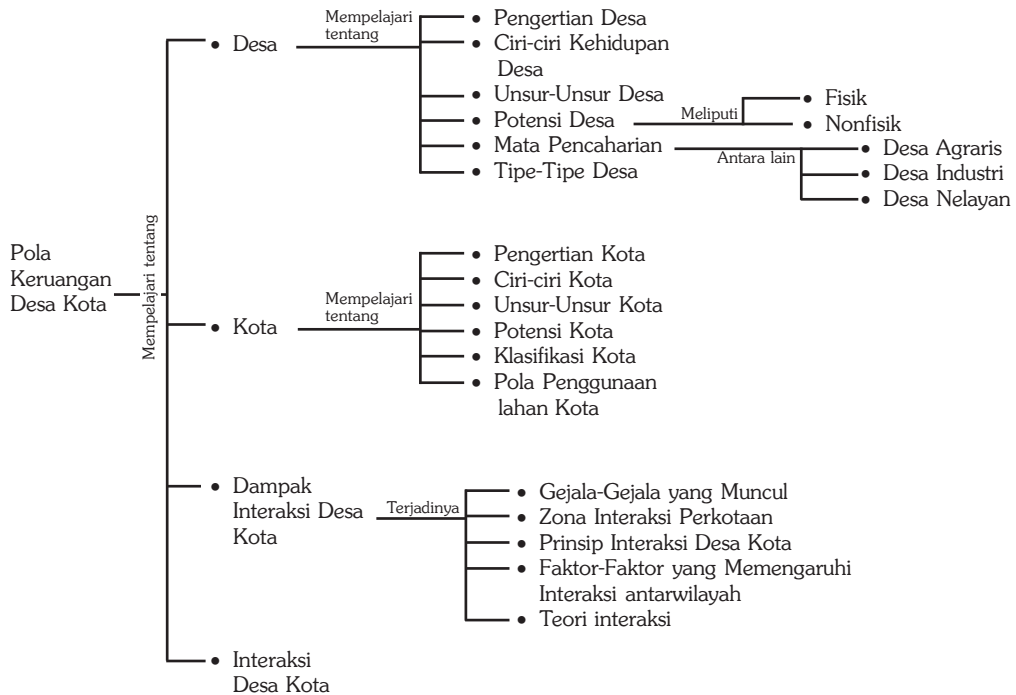 Pola
Keruangan
Desa Kota
Mempelajari tentang
• Desa
Mempelajari
tentang
• Pengertian Desa
• Ciri-ciri Kehidupan
Desa
• Unsur-Unsur Desa
• Potensi Desa
Meliputi
• Fisik
• Nonfisik
• Mata Pencaharian
Antara lain
• Desa Agraris
• Desa Industri
• Desa Nelayan
• Tipe-Tipe Desa
• Kota
Mempelajari
tentang
• Pengertian Kota
• Ciri-ciri Kota
• Unsur-Unsur Kota
• Potensi Kota
• Klasifikasi Kota
• Pola Penggunaan
lahan Kota
• Dampak
Interaksi Desa
Kota
Terjadinya
• Gejala-Gejala yang Muncul
• Zona Interaksi Perkotaan
• Prinsip Interaksi Desa Kota
• Faktor-Faktor yang Memengaruhi
Interaksi antarwilayah
• Teori interaksi
• Interaksi
Desa Kota